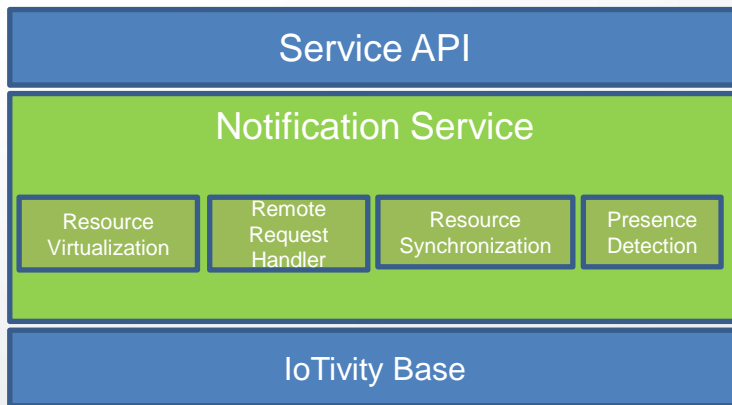 Service API
Notification Service
Resource
Virtualization
Remote
Request
Handler
Resource
Synchronization
Presence
Detection
IoTivity Base